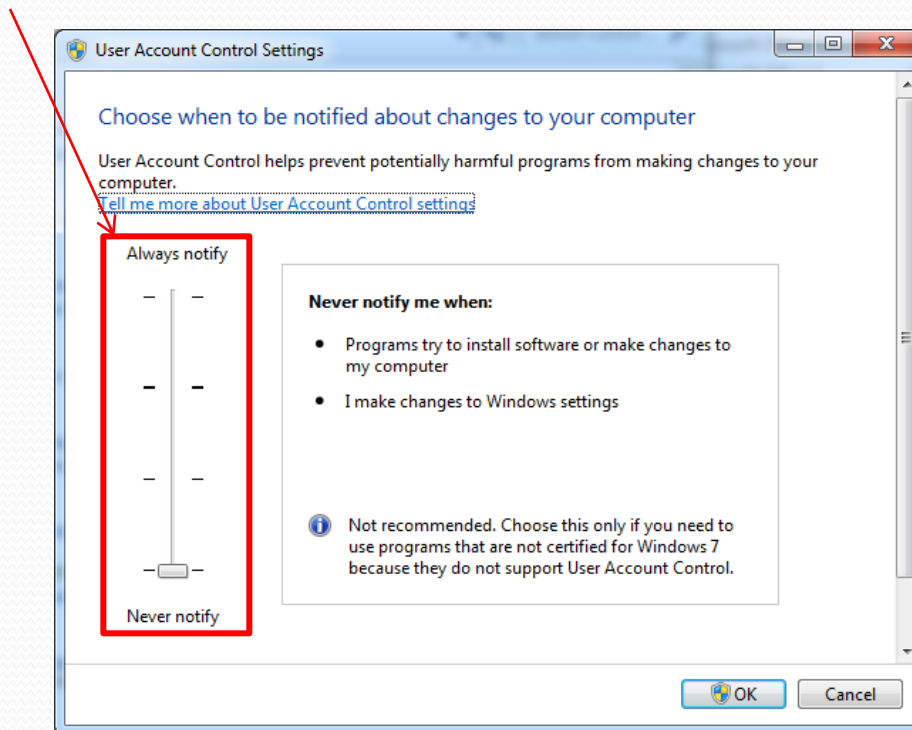 User Account Control Settings
Choose when to be notified about changes to your computer
User Account Control helps prevent potentially harmful programs from making changes to your
computer.
Tell me more about User Account Control settings
Always notify
Never notify me when:
Programs try to install software or make changes to
my computer
I make changes to Windows settings
Not recommended. Choose this only if you need to
use programs that are not certified for Windows 7
because they do not support User Account Control.
Never notify
OK
Cancel